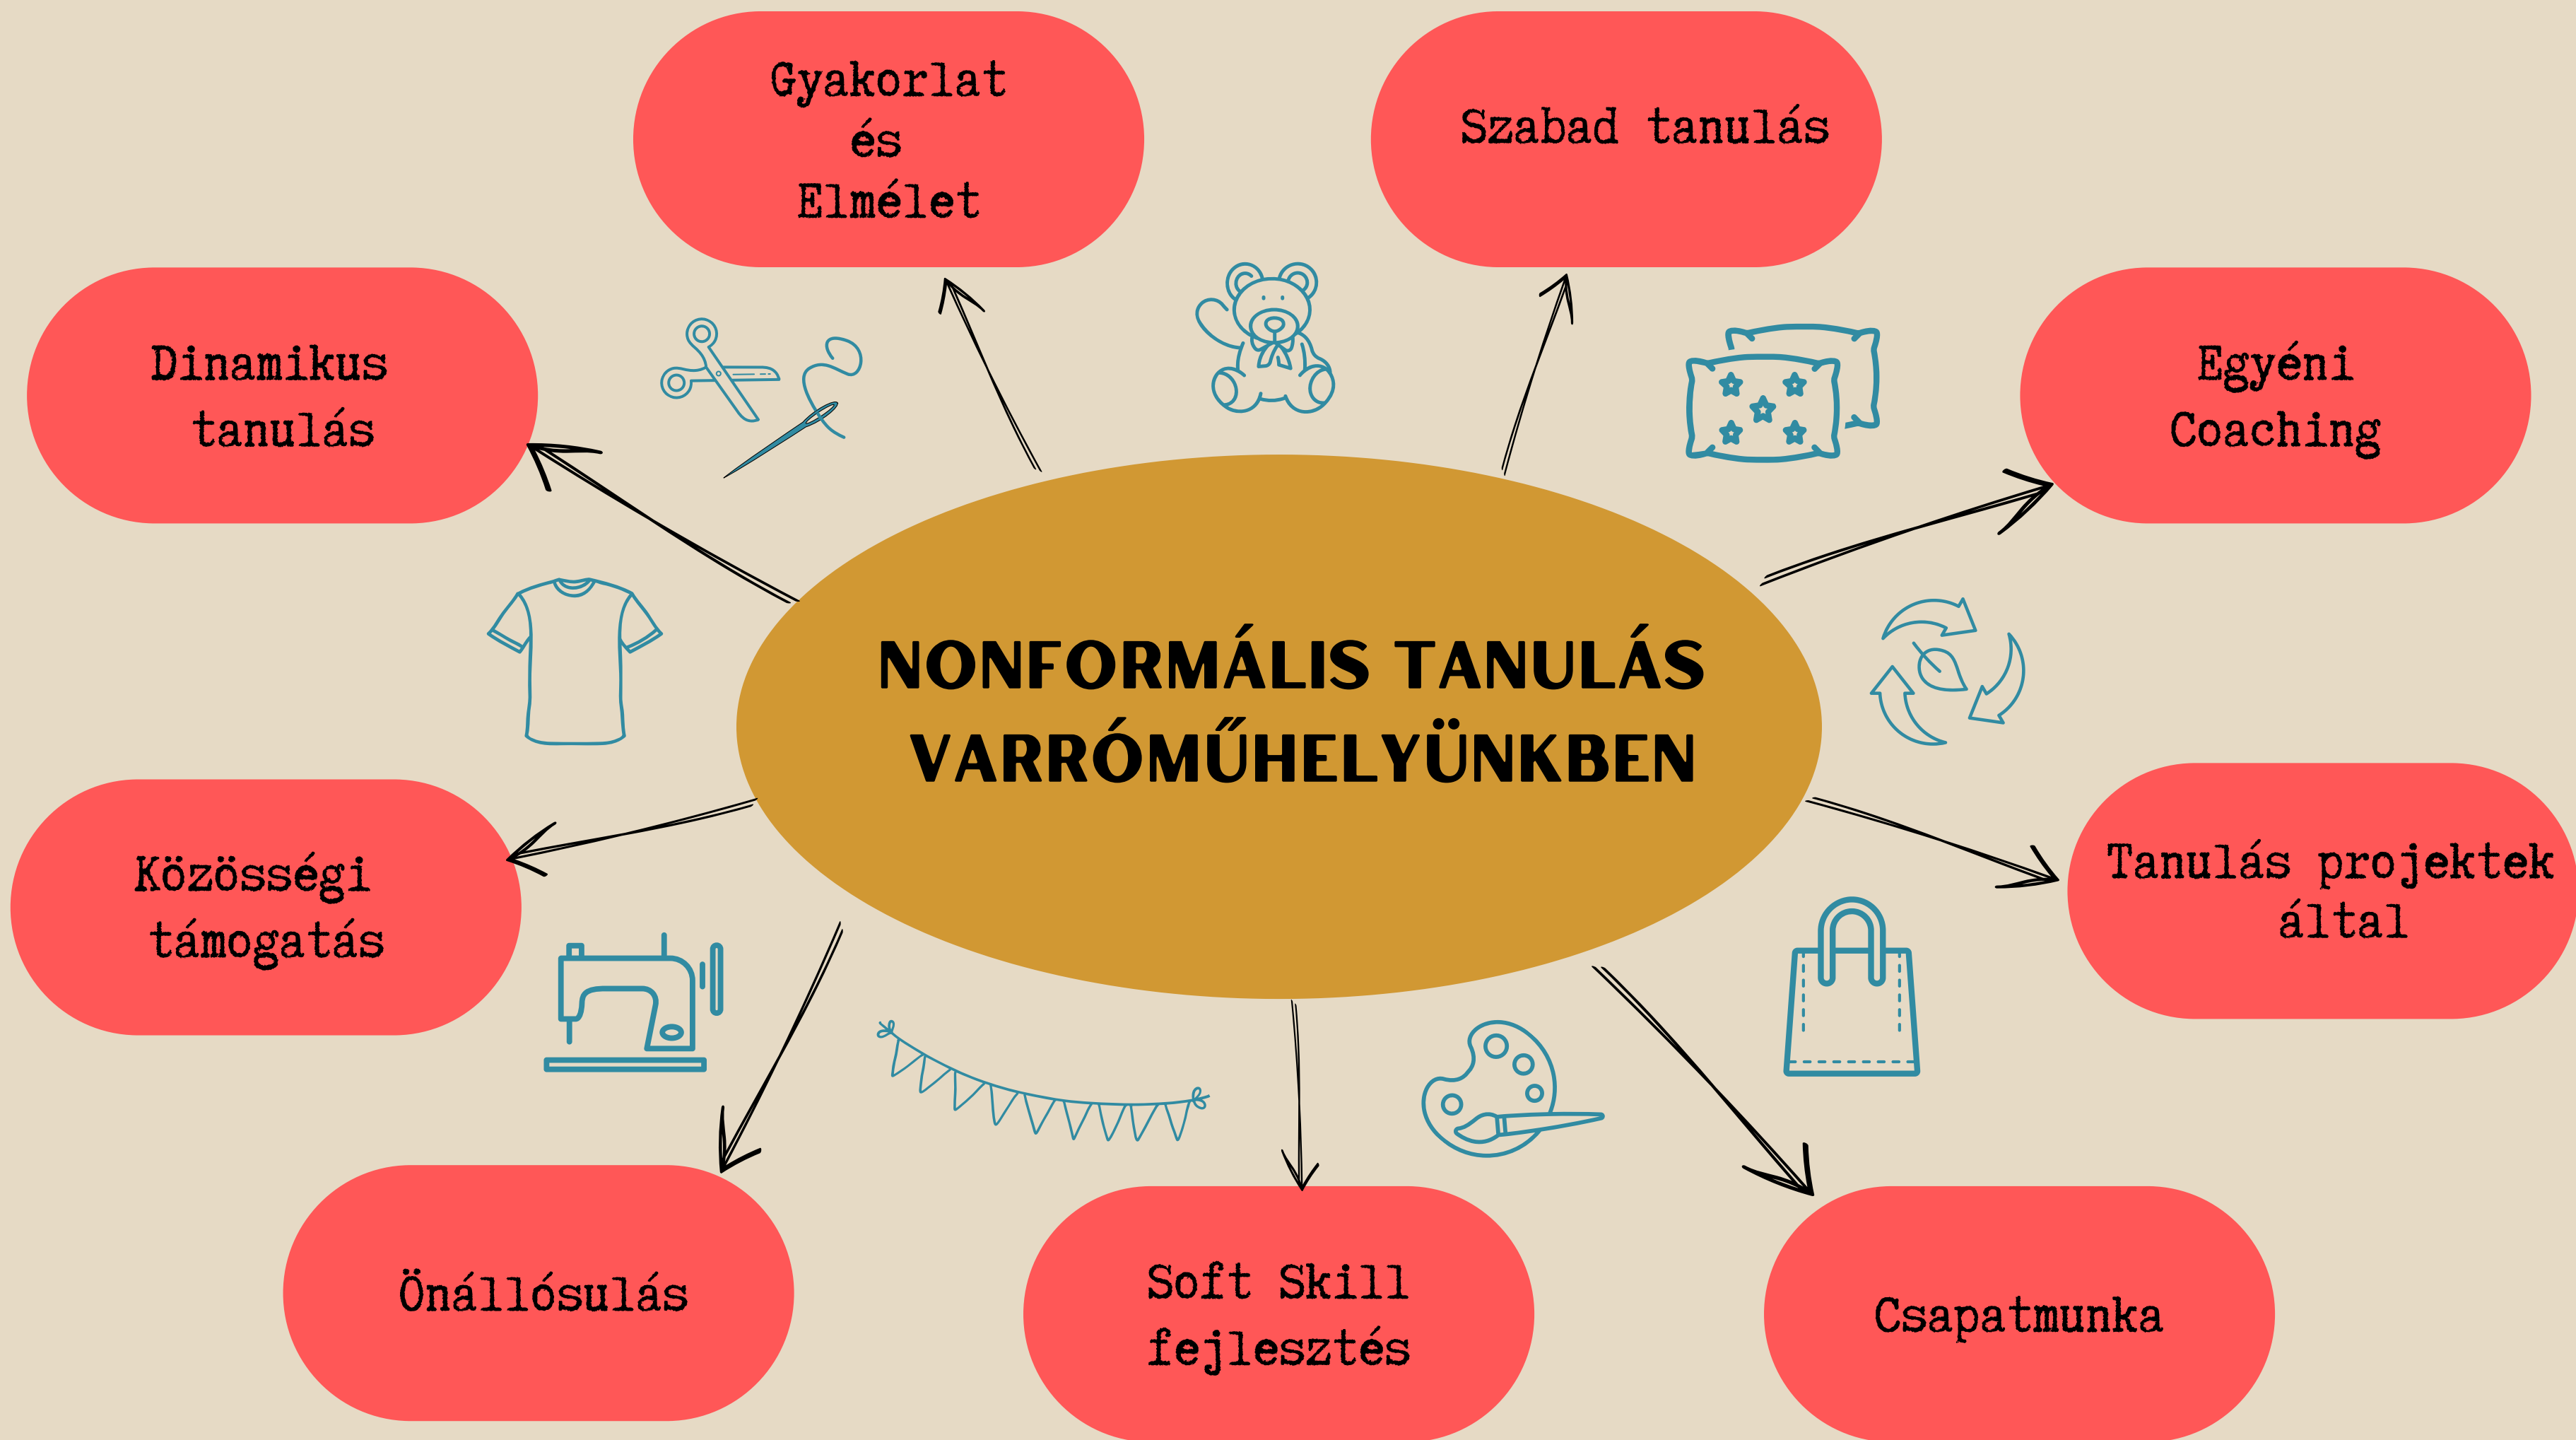 Gyakorlat
és
Elmélet
Szabad tanulás
Dinamikus
tanulás
Egyéni
Coaching
NONFORMÁLIS TANULÁS
VARRÓMŰHELYÜNKBEN
Közösségi
támogatás
Tanulás projektek
által
Önállósulás
Soft Skill
fejlesztés
Csapatmunka